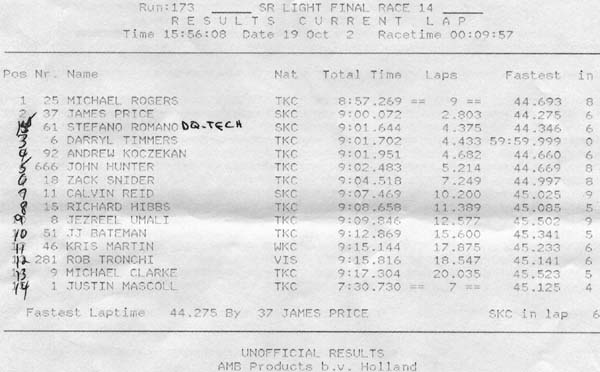 Run:173 SR LIGHT FINAL RACE 14
RESULTS CURRENT LAP
Time 15:56:08 Date 19 Oct 2 Racetime 00:09:57
Pos Nr. Name Nat Total Time Laps Fastest in
1 25 MICHAEL ROGERS TKC 8:57.269 == 9 == 44.693 8
2 37 JAMES PRICE SKC 9:00.072 2.803 44.275 6
61 STEFANO ROMANO DQ-TECH SKC 9:01.644 4.375 44.346 6
3 6 DARRYL TIMMERS TKC 9:01.702 4.433 59:59.999 0
4 92 ANDREW KOCZEKAN TKC 9:01.951 4.682 44.660 6
5 666 JOHN HUNTER TKC 9:02.483 5.214 44.669 8
6 18 ZACK SNIDER TKC 9:04.518 7.249 44.997 8
7 11 CALVIN REID SKC 9:07.469 10.200 45.025 9
8 15 RICHARD HIBBS TKC 9:08.658 11.389 45.085 5
9 8 JEZREEL UMALI TKC 9:09.846 12.577 45.502 9
10 51 JJ BATEMAN TKC 9:12.869 15.600 45.341 5
11 46 KRIS MARTIN WKC 9:15.144 17.875 45.233 6
12 281 ROB TRONCHI VIS 9:15.816 18.547 45.141 6
13 9 MICHAEL CLARKE TKC 9:17.304 20.035 45.523 5
14 1 JUSTIN MASCOLL TKC 7:30.730 == 7 == 45.125 4
Fastest Laptime 44.275 By 37 JAMES PRICE SKC in lap 6
UNOFFICIAL RESULTS
AMB Products b.v. Holland